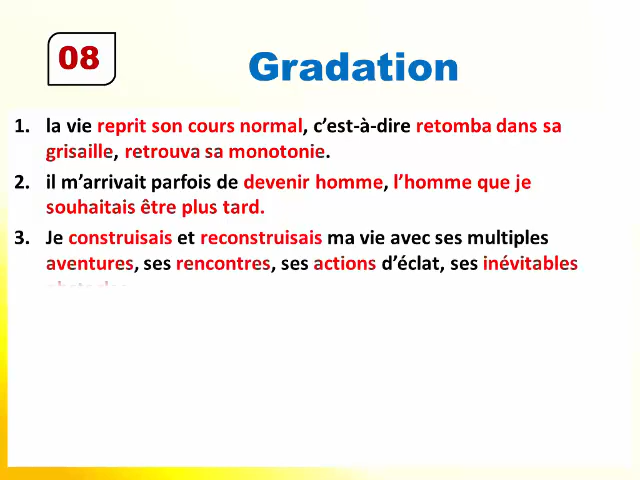 08
Gradation
1. la vie reprit son cours normal, c’est-à-dire retomba dans sa
grisaille, retrouva sa monotonie.
2. il m’arrivait parfois de devenir homme, l’homme que je
souhaitais être plus tard.
3. Je construisais et reconstruisais ma vie avec ses multiples
aventures, ses rencontres, ses actions d’éclat, ses inévitables